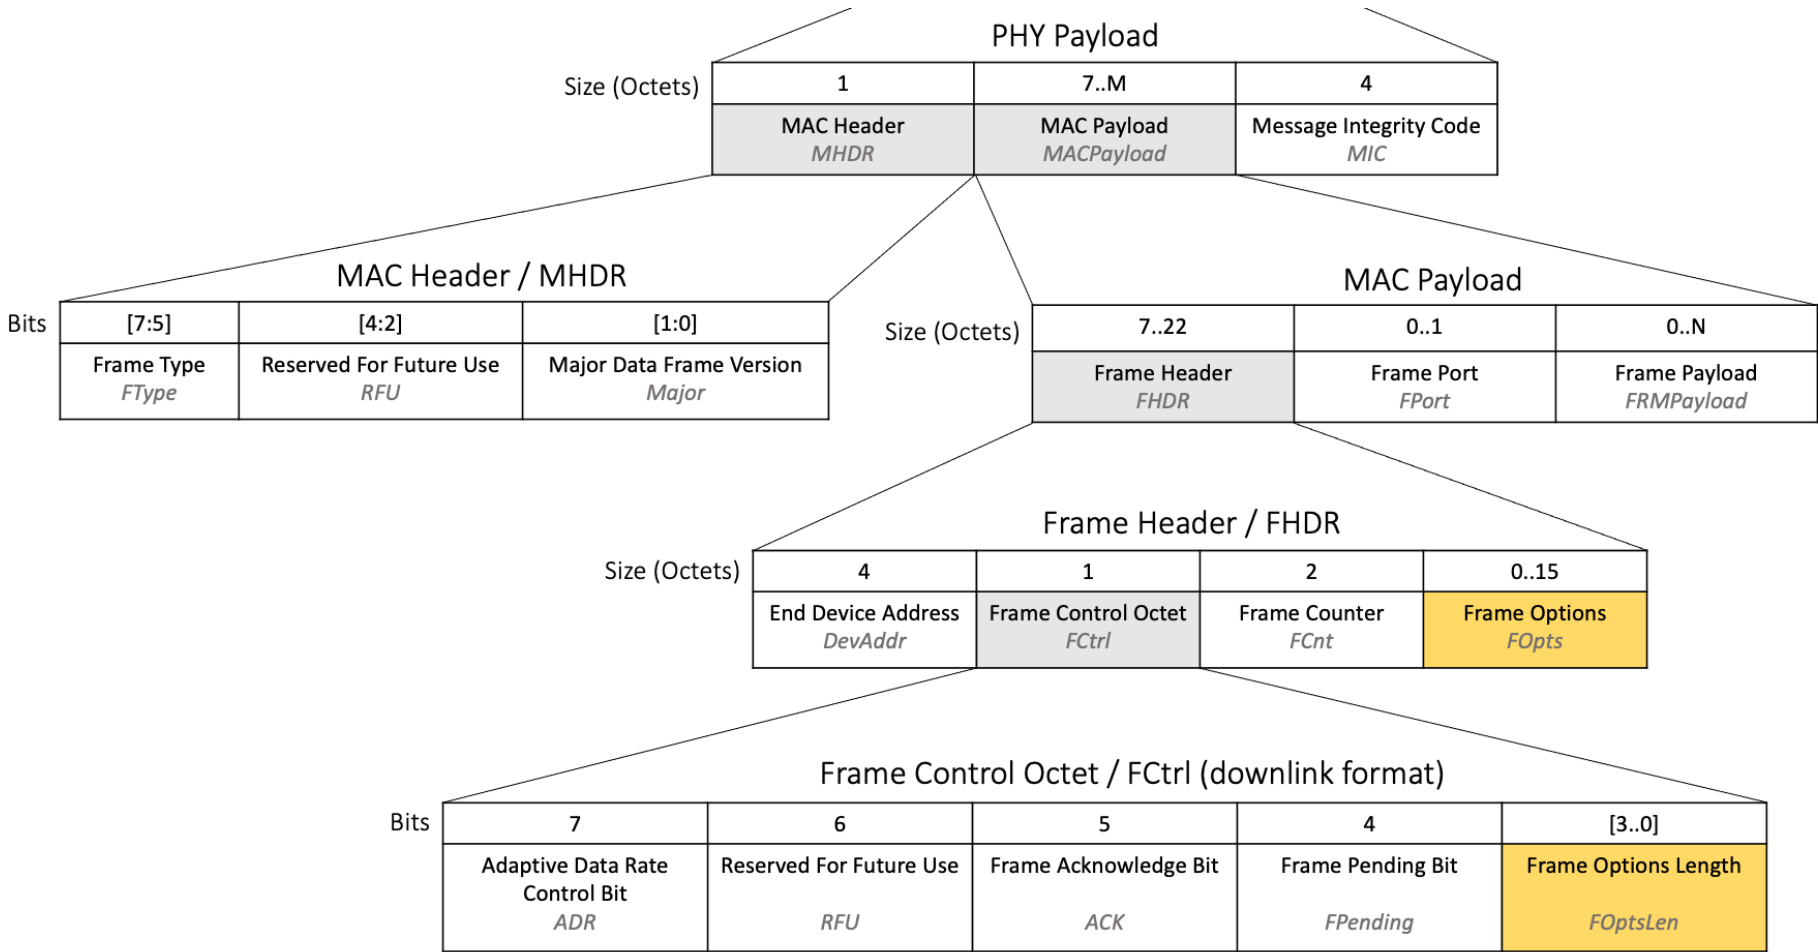 PHY Payload
Size (Octets) 1 7..M 4
MAC Header MAC Payload Message Integrity Code
MHDR MACPayload MIC
MAC Header / MHDR
Bits [7:5] [4:2] [1:0]
Frame Type Reserved For Future Use Major Data Frame Version
FType RFU Major
MAC Payload
Size (Octets) 7..22 0..1 0..N
Frame Header Frame Port Frame Payload
FHDR FPort FRMPayload
Frame Header / FHDR
Size (Octets) 4 1 2 0..15
End Device Address Frame Control Octet Frame Counter Frame Options
DevAddr FCtrl FCnt FOpts
Frame Control Octet / FCtrl (downlink format)
Bits 7 6 5 4 [3..0]
Adaptive Data Rate Reserved For Future Use Frame Acknowledge Bit Frame Pending Bit Frame Options Length
Control Bit
ADR RFU ACK FPending FOptsLen